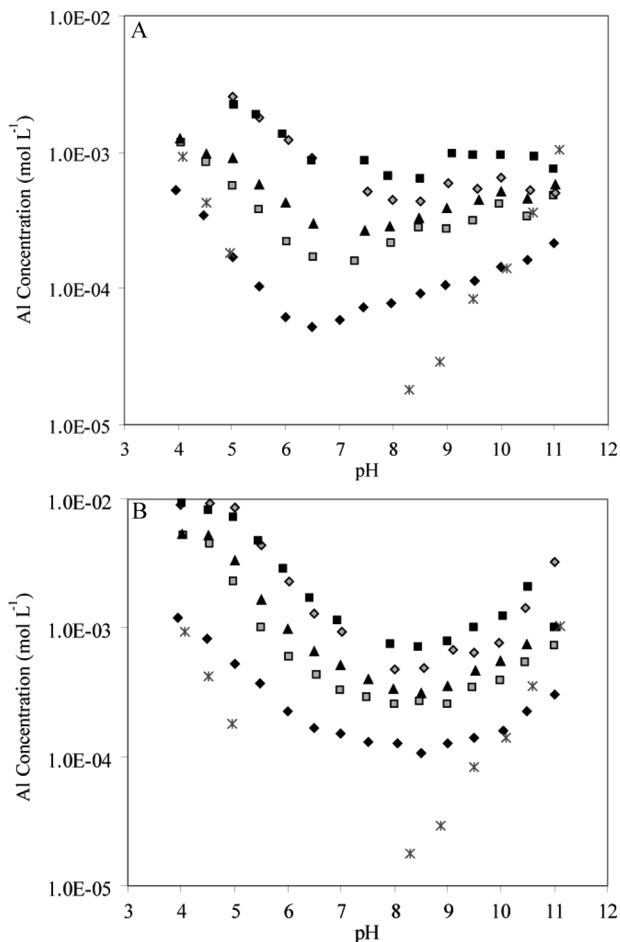 A
1.0E-02
1.0E-03
1.0E-04
1.0E-05
Al Concentration (mol L-1)
3 4 5 6 7 8 9 10 11 12
pH
B
1.0E-02
1.0E-03
1.0E-04
1.0E-05
Al Concentration (mol L-1)
3 4 5 6 7 8 9 10 11 12
pH